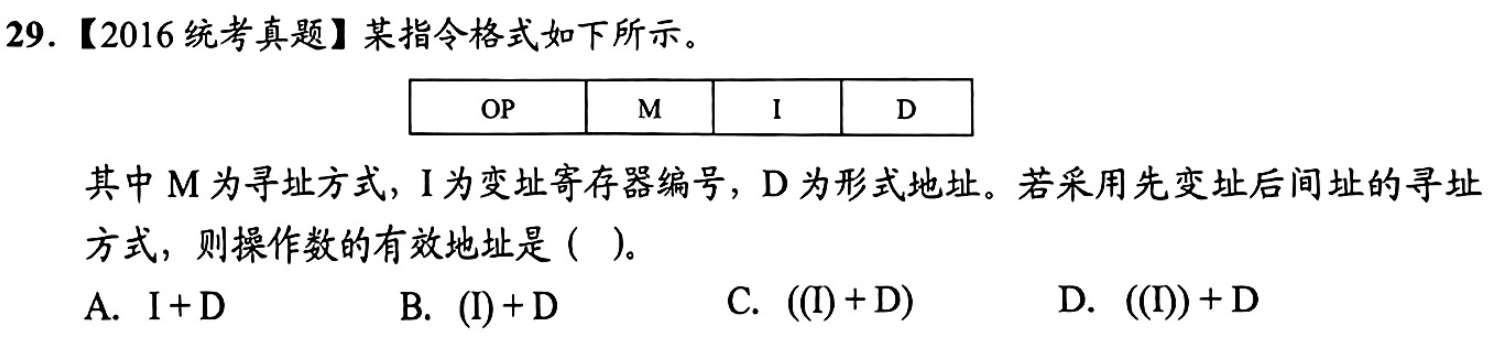 29.【2016 统考真题】某指令格式如下所示。
OP M I D
其中 M 为寻址方式，I 为变址寄存器编号，D 为形式地址。若采用先变址后间址的寻址
方式，则操作数的有效地址是（ ）。
A. I + D B. (I) + D C. ((I) + D) D. ((I)) + D